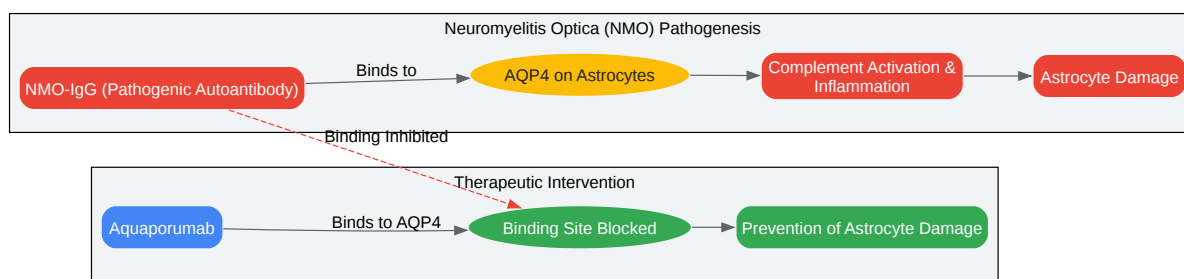 Neuromyelitis Optica (NMO) Pathogenesis
NMO-IgG (Pathogenic Autoantibody)
Binds to
AQP4 on Astrocytes
Complement Activation &
Inflammation
Astrocyte Damage
Binding Inhibited
Therapeutic Intervention
Aquaporumab
Binds to AQP4
Binding Site Blocked
Prevention of Astrocyte Damage